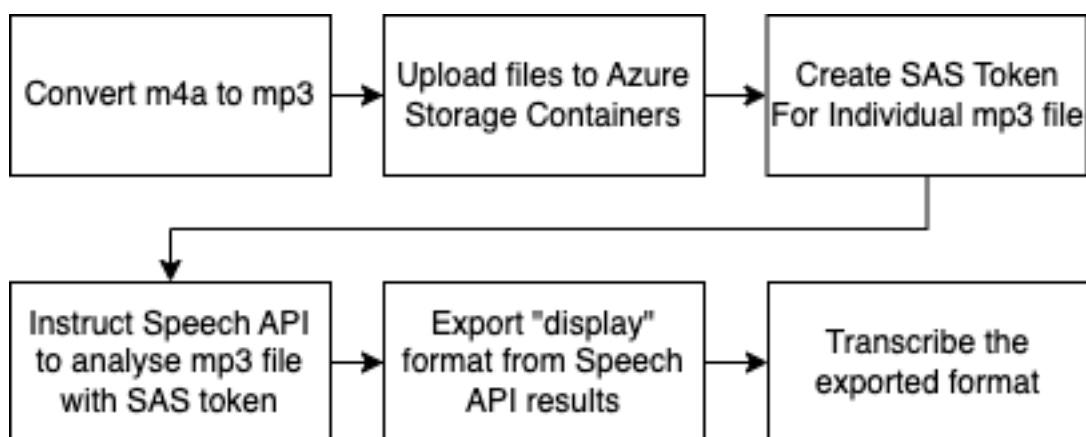 Convert m4a to mp3
Upload files to Azure
Storage Containers
Create SAS Token
For Individual mp3 file
Instruct Speech API
to analyse mp3 file
with SAS token
Export "display"
format from Speech
API results
Transcribe the
exported format